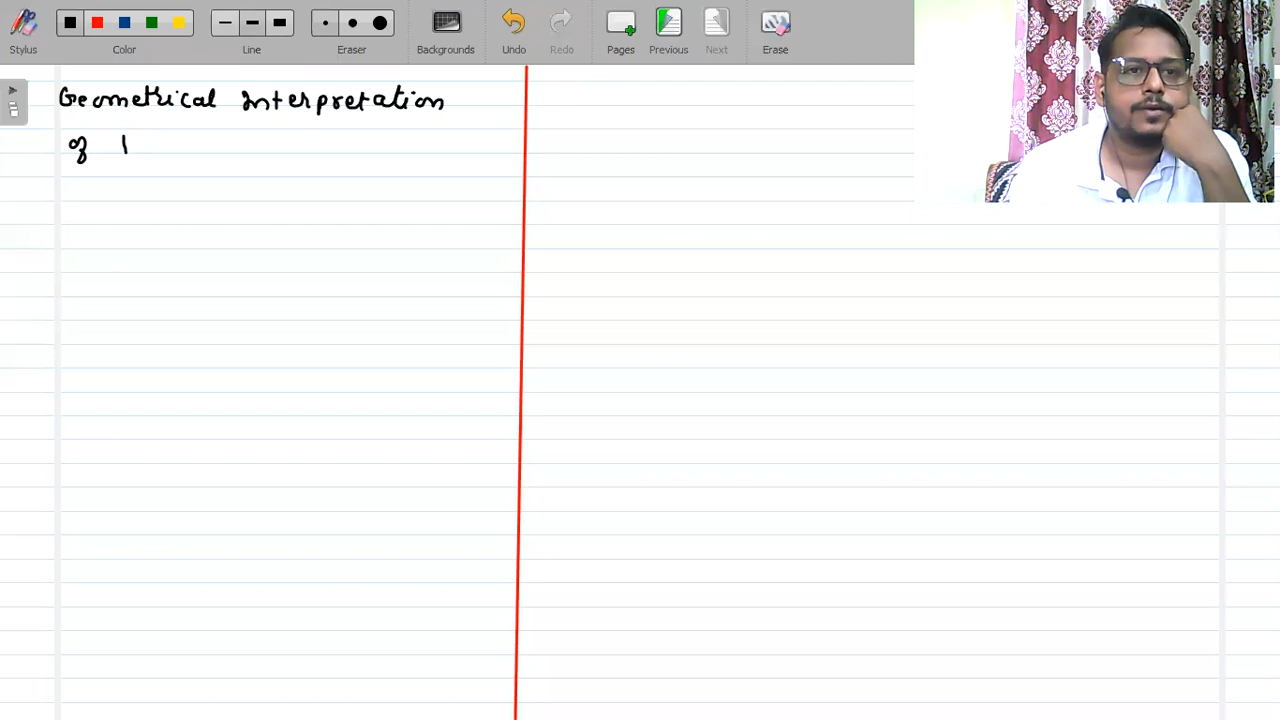 Stylus Color Line Eraser Backgrounds Undo Redo Pages Previous Next Erase
Geometrical Interpretation
of